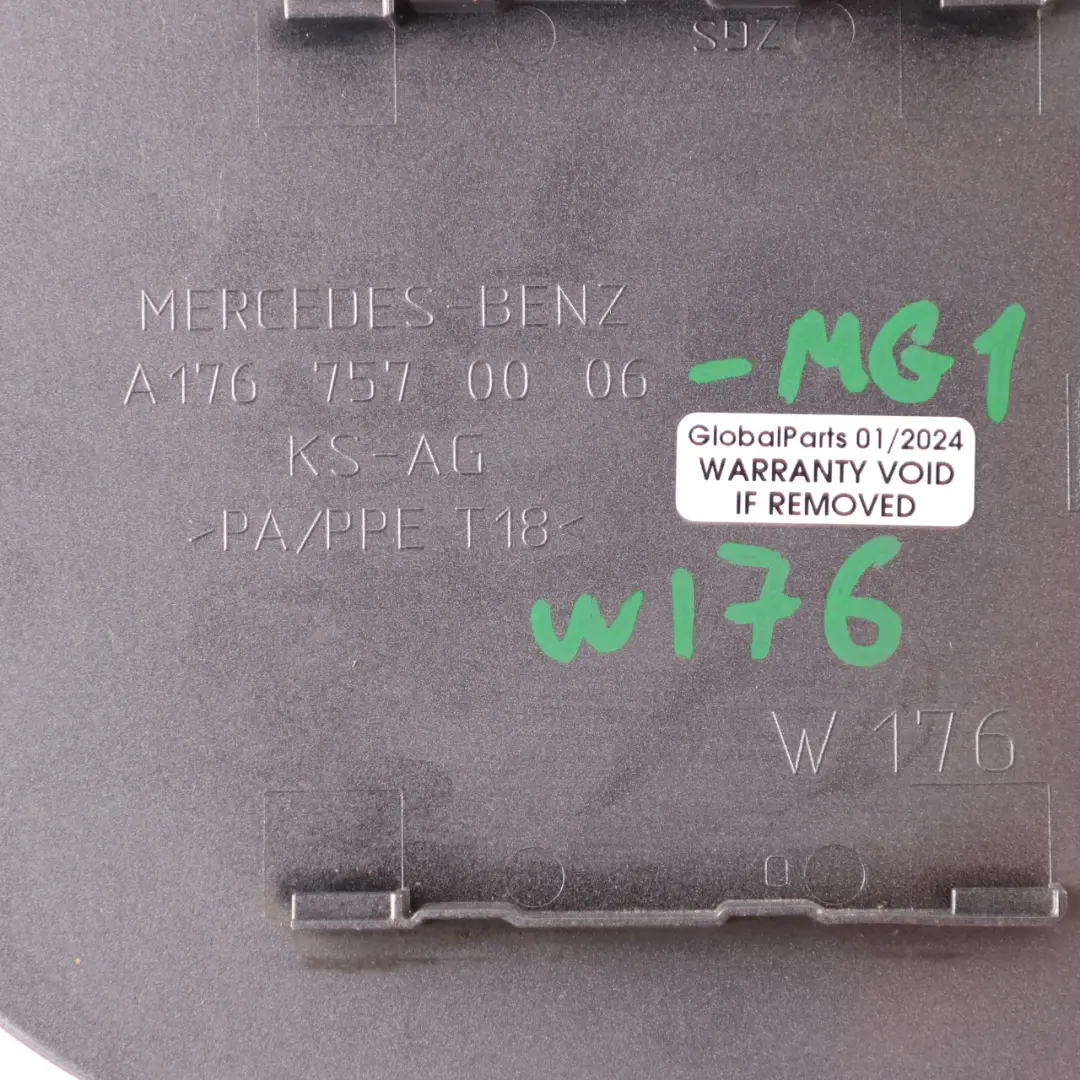 SGZ
MERCEDES-BENZ
A176 757 00 06 -MG1
KS-AG
>PA/PPE T18<
GlobalParts 01/2024
WARRANTY VOID
IF REMOVED
W176
W 176